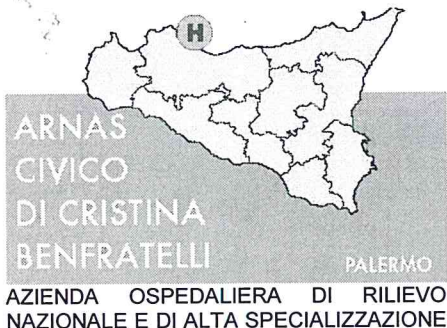 H
ARNAS
CIVICO
DI CRISTINA
BENFRATELLI
PALERMO
AZIENDA OSPEDALIERA DI RILIEVO
NAZIONALE E DI ALTA SPECIALIZZAZIONE